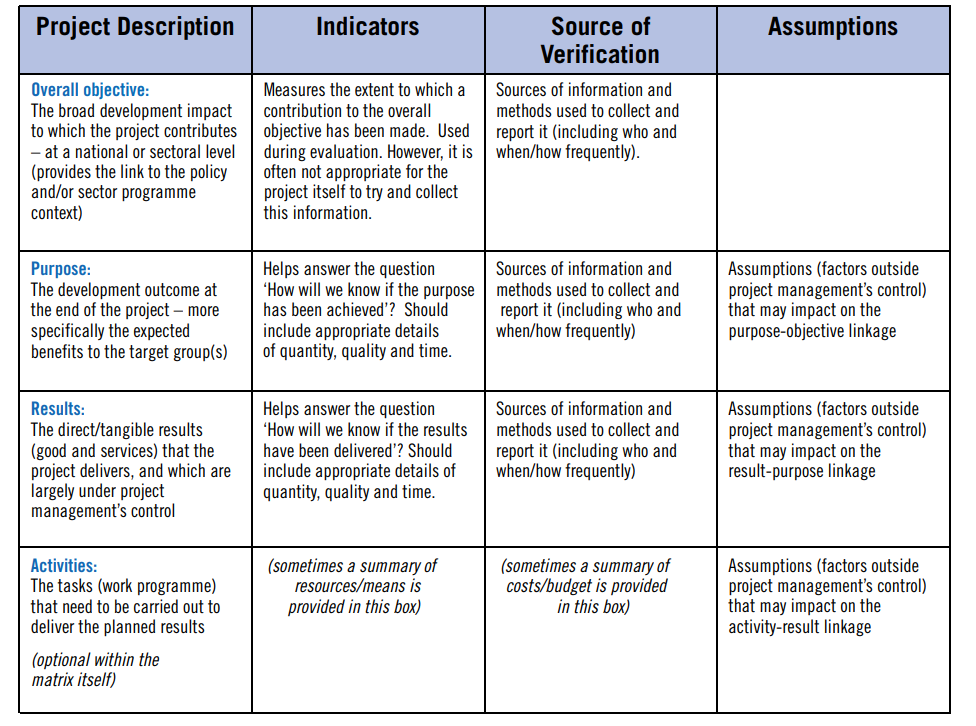 Project Description
Indicators
Source of
Verification
Assumptions
Overall objective:
The broad development impact
to which the project contributes
– at a national or sectoral level
(provides the link to the policy
and/or sector programme
context)
Measures the extent to which a
contribution to the overall
objective has been made. Used
during evaluation. However, it is
often not appropriate for the
project itself to try and collect
this information.
Sources of information and
methods used to collect and
report it (including who and
when/how frequently).
Purpose:
The development outcome at
the end of the project – more
specifically the expected
benefits to the target group(s)
Helps answer the question
‘How will we know if the purpose
has been achieved’? Should
include appropriate details
of quantity, quality and time.
Sources of information and
methods used to collect and
report it (including who and
when/how frequently)
Assumptions (factors outside
project management’s control)
that may impact on the
purpose-objective linkage
Results:
The direct/tangible results
(good and services) that the
project delivers, and which are
largely under project
management’s control
Helps answer the question
‘How will we know if the results
have been delivered’? Should
include appropriate details of
quantity, quality and time.
Sources of information and
methods used to collect and
report it (including who and
when/how frequently)
Assumptions (factors outside
project management’s control)
that may impact on the
result-purpose linkage
Activities:
The tasks (work programme)
that need to be carried out to
deliver the planned results
(optional within the
matrix itself)
(sometimes a summary of
resources/means is
provided in this box)
(sometimes a summary of
costs/budget is provided
in this box)
Assumptions (factors outside
project management’s control)
that may impact on the
activity-result linkage